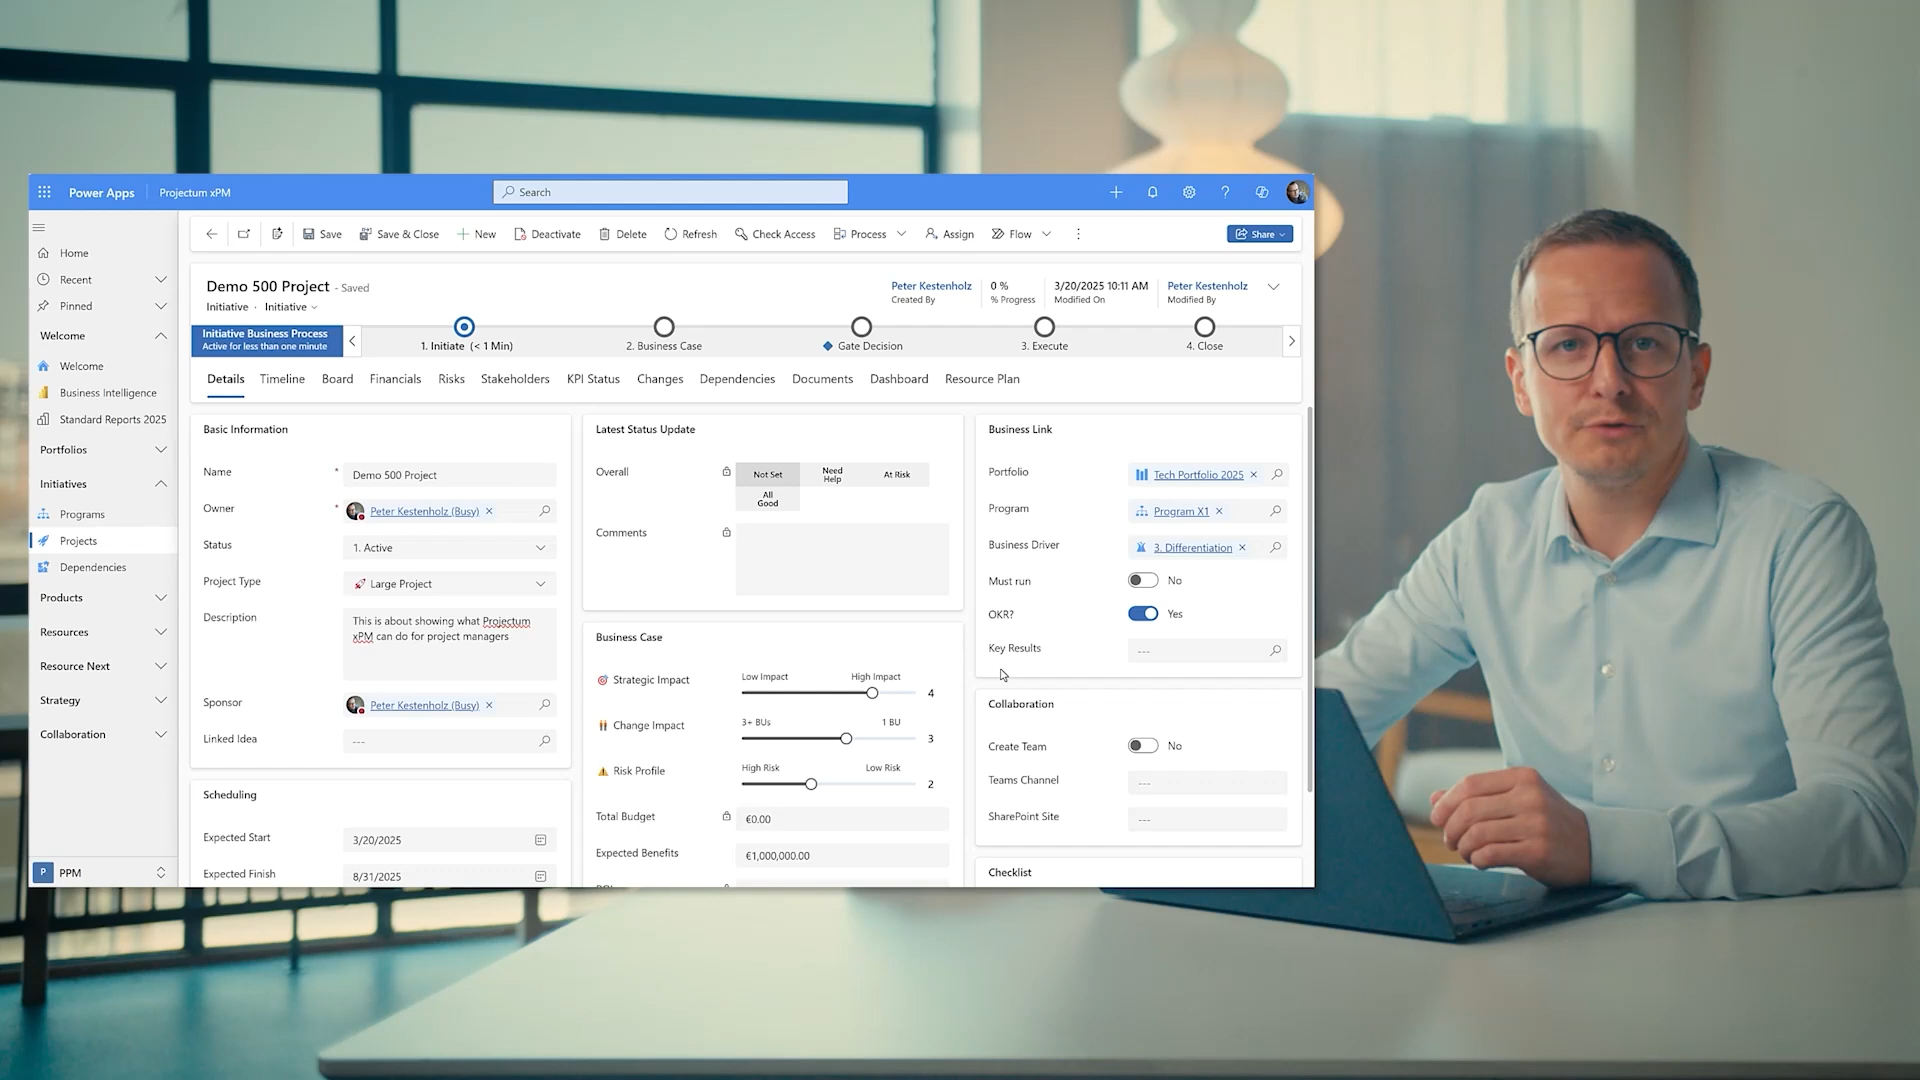 Power Apps
Projectum xPM
Search
Save
Save & Close
New
Deactivate
Delete
Refresh
Check Access
Process
Assign
Flow
Share
Home
Recent
Pinned
Welcome
Welcome
Business Intelligence
Standard Reports 2025
Portfolios
Initiatives
Programs
Projects
Dependencies
Products
Resources
Resource Next
Strategy
Collaboration
P PPM
Demo 500 Project - Saved
Initiative · Initiative
Peter Kestenholz
Created By
0 %
% Progress
3/20/2025 10:11 AM
Modified On
Peter Kestenholz
Modified By
Initiative Business Process
Active for less than one minute
1. Initiate (< 1 Min)
2. Business Case
Gate Decision
3. Execute
4. Close
Details
Timeline
Board
Financials
Risks
Stakeholders
KPI Status
Changes
Dependencies
Documents
Dashboard
Resource Plan
Basic Information
Name * Demo 500 Project
Owner * Peter Kestenholz (Busy)
Status 1. Active
Project Type Large Project
Description This is about showing what Projectum
xPM can do for project managers
Sponsor Peter Kestenholz (Busy)
Linked Idea ---
Scheduling
Expected Start 3/20/2025
Expected Finish 8/31/2025
Latest Status Update
Overall
Not Set
Need
Help
At Risk
All
Good
Comments
Business Case
Strategic Impact
Low Impact High Impact
4
Change Impact
3+ BUs 1 BU
3
Risk Profile
High Risk Low Risk
2
Total Budget €0.00
Expected Benefits €1,000,000.00
Business Link
Portfolio Tech Portfolio 2025
Program Program X1
Business Driver 3. Differentiation
Must run No
OKR? Yes
Key Results ---
Collaboration
Create Team No
Teams Channel ---
SharePoint Site ---
Checklist